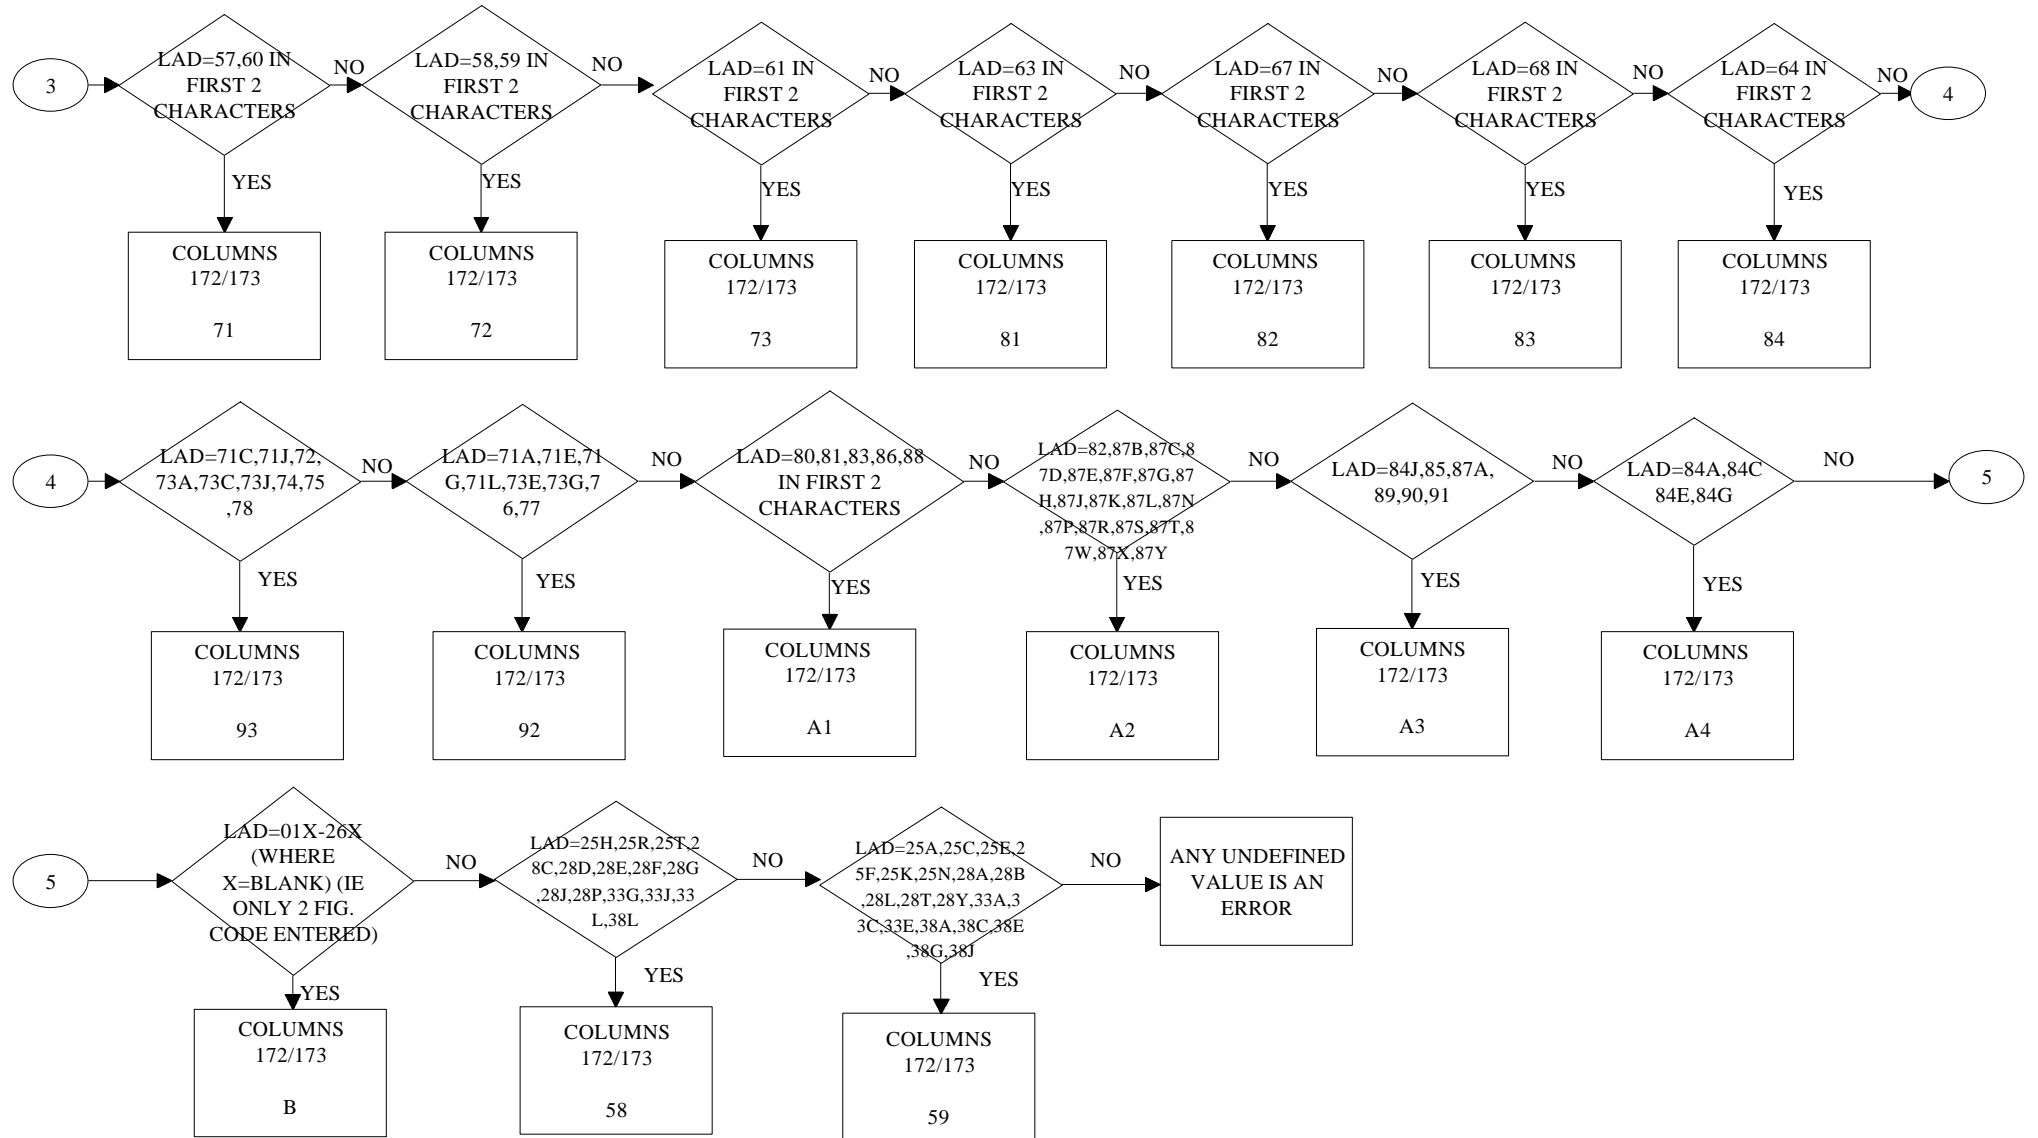 3
LAD=57,60 IN
FIRST 2
CHARACTERS
NO
YES
COLUMNS
172/173
71
LAD=58,59 IN
FIRST 2
CHARACTERS
NO
YES
COLUMNS
172/173
72
LAD=61 IN
FIRST 2
CHARACTERS
NO
YES
COLUMNS
172/173
73
LAD=63 IN
FIRST 2
CHARACTERS
NO
YES
COLUMNS
172/173
81
LAD=67 IN
FIRST 2
CHARACTERS
NO
YES
COLUMNS
172/173
82
LAD=68 IN
FIRST 2
CHARACTERS
NO
YES
COLUMNS
172/173
83
LAD=64 IN
FIRST 2
CHARACTERS
NO
YES
COLUMNS
172/173
84
4
4
LAD=71C,71J,72,
73A,73C,73J,74,75
,78
NO
YES
COLUMNS
172/173
93
LAD=71A,71E,71
G,71L,73E,73G,7
6,77
NO
YES
COLUMNS
172/173
92
LAD=80,81,83,86,88
IN FIRST 2
CHARACTERS
NO
YES
COLUMNS
172/173
A1
LAD=82,87B,87C,8
7D,87E,87F,87G,87
H,87J,87K,87L,87N
,87P,87R,87S,87T,8
7W,87X,87Y
NO
YES
COLUMNS
172/173
A2
LAD=84J,85,87A,
89,90,91
NO
YES
COLUMNS
172/173
A3
LAD=84A,84C
84E,84G
NO
YES
COLUMNS
172/173
A4
5
5
LAD=01X-26X
(WHERE
X=BLANK) (IE
ONLY 2 FIG.
CODE ENTERED)
NO
YES
COLUMNS
172/173
B
LAD=25H,25R,25T,2
8C,28D,28E,28F,28G
,28J,28P,33G,33J,33
L,38L
NO
YES
COLUMNS
172/173
58
LAD=25A,25C,25E,2
5F,25K,25N,28A,28B
,28L,28T,28Y,33A,3
3C,33E,38A,38C,38E
,38G,38J
NO
YES
COLUMNS
172/173
59
ANY UNDEFINED
VALUE IS AN
ERROR